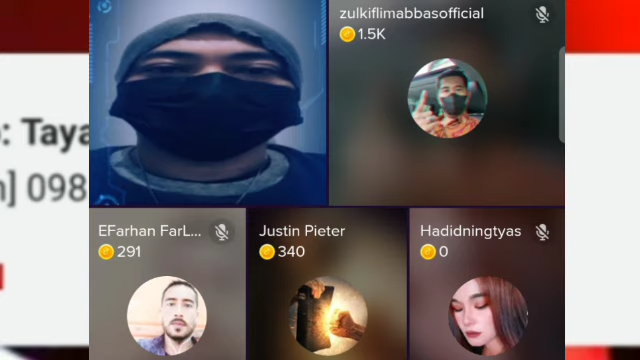 zulkiflimabbasofficial
1.5K
: Taya
n] 098
EFarhan FarL...
291
Justin Pieter
340
Hadidningtyas
0